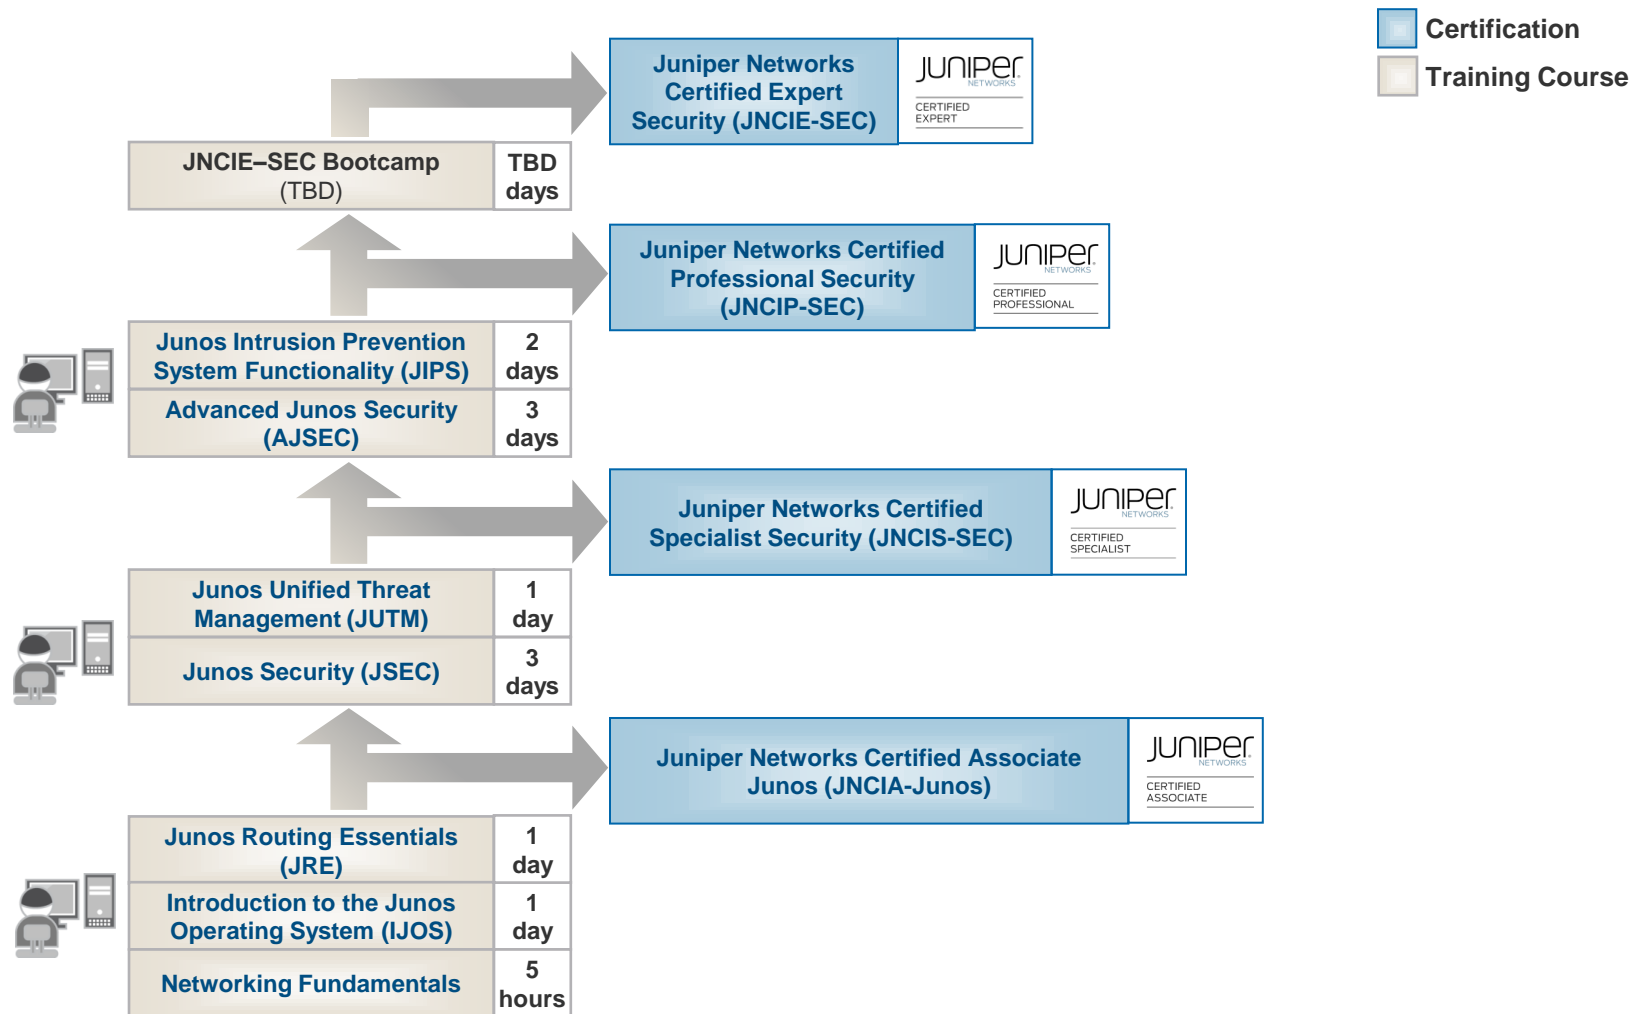 Certification
Training Course
Juniper Networks
Certified Expert
Security (JNCIE-SEC)
JUNIPER
NETWORKS
CERTIFIED
EXPERT
JNCIE–SEC Bootcamp
(TBD)
TBD
days
Juniper Networks Certified
Professional Security
(JNCIP-SEC)
JUNIPER
NETWORKS
CERTIFIED
PROFESSIONAL
Junos Intrusion Prevention
System Functionality (JIPS)
2
days
Advanced Junos Security
(AJSEC)
3
days
Juniper Networks Certified
Specialist Security (JNCIS-SEC)
JUNIPER
NETWORKS
CERTIFIED
SPECIALIST
Junos Unified Threat
Management (JUTM)
1
day
Junos Security (JSEC)
3
days
Juniper Networks Certified Associate
Junos (JNCIA-Junos)
JUNIPER
NETWORKS
CERTIFIED
ASSOCIATE
Junos Routing Essentials
(JRE)
1
day
Introduction to the Junos
Operating System (IJOS)
1
day
Networking Fundamentals
5
hours